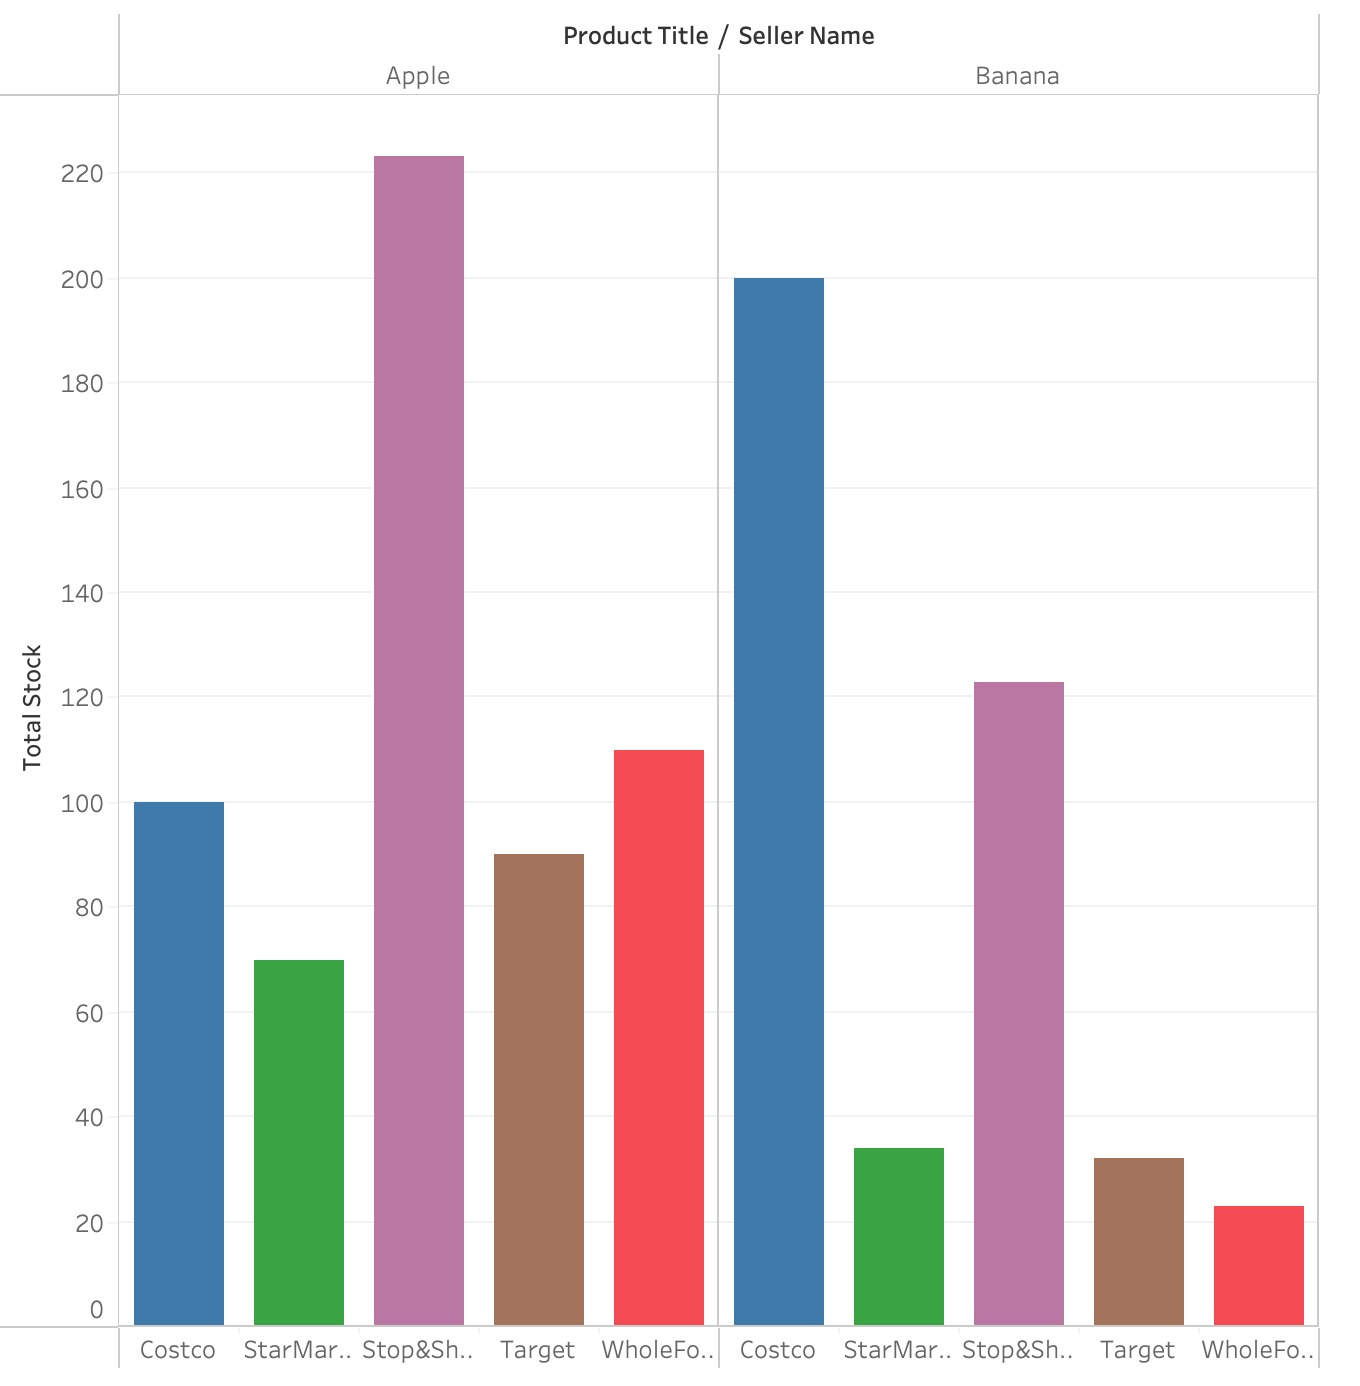 Product Title / Seller Name
Apple
Banana
Total Stock
220
200
180
160
140
120
100
80
60
40
20
0
Costco StarMar.. Stop&Sh.. Target WholeFo.. Costco StarMar.. Stop&Sh.. Target WholeFo..